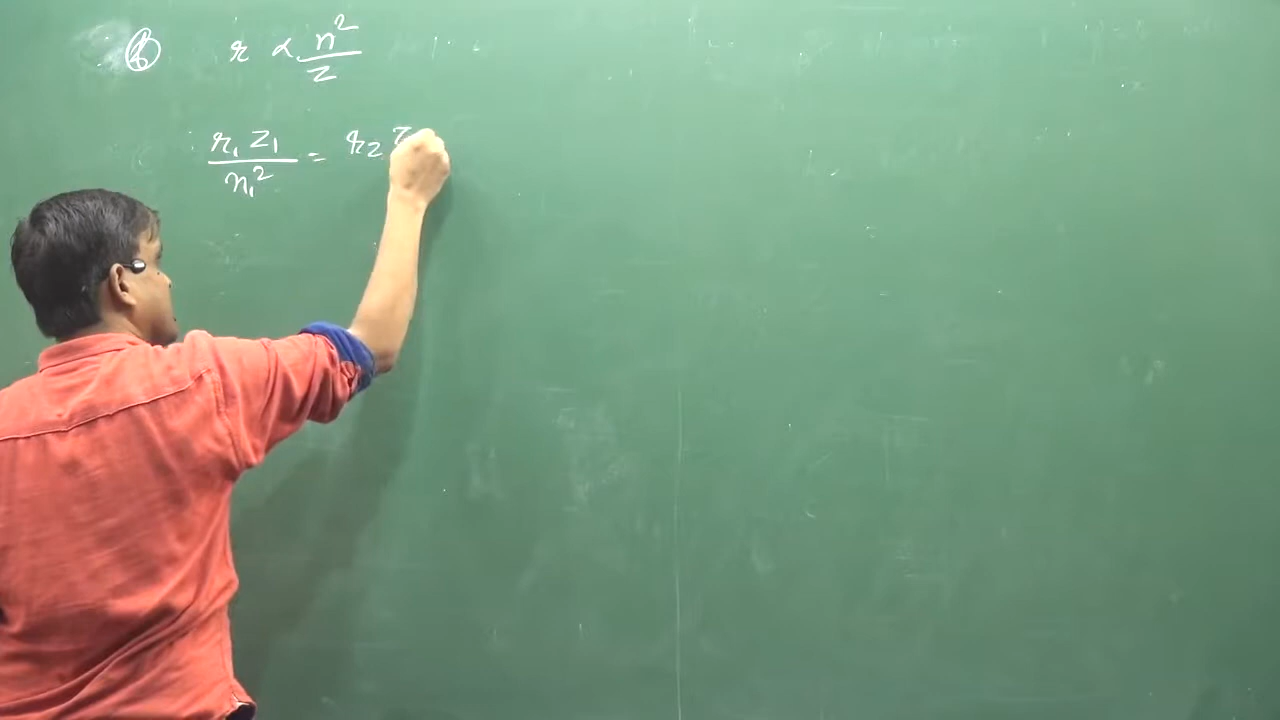 r ∝ n²/z
r₁ z₁/n₁² = r₂ z